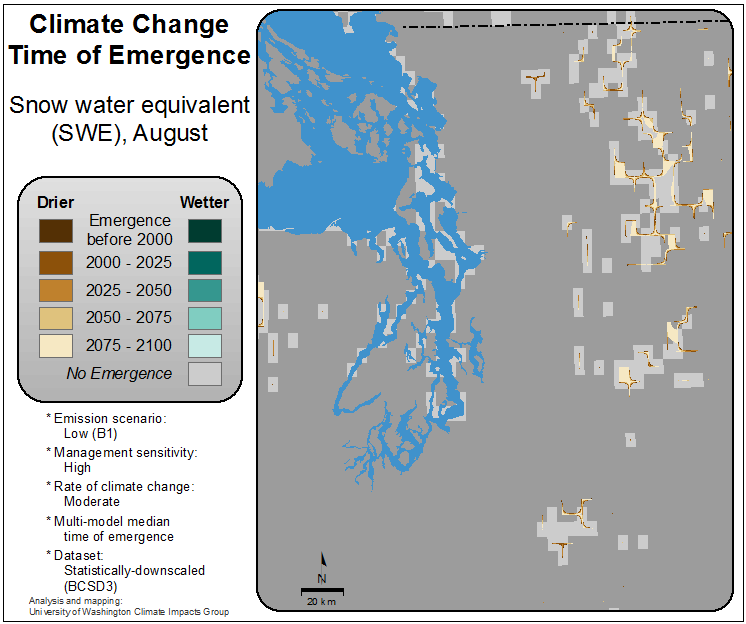 Climate Change
Time of Emergence
Snow water equivalent
(SWE), August
Drier Wetter
Emergence
before 2000
2000 - 2025
2025 - 2050
2050 - 2075
2075 - 2100
No Emergence
* Emission scenario:
Low (B1)
* Management sensitivity:
High
* Rate of climate change:
Moderate
* Multi-model median
time of emergence
* Dataset:
Statistically-downscaled
(BCSD3)
Analysis and mapping:
University of Washington Climate Impacts Group
N
20 km